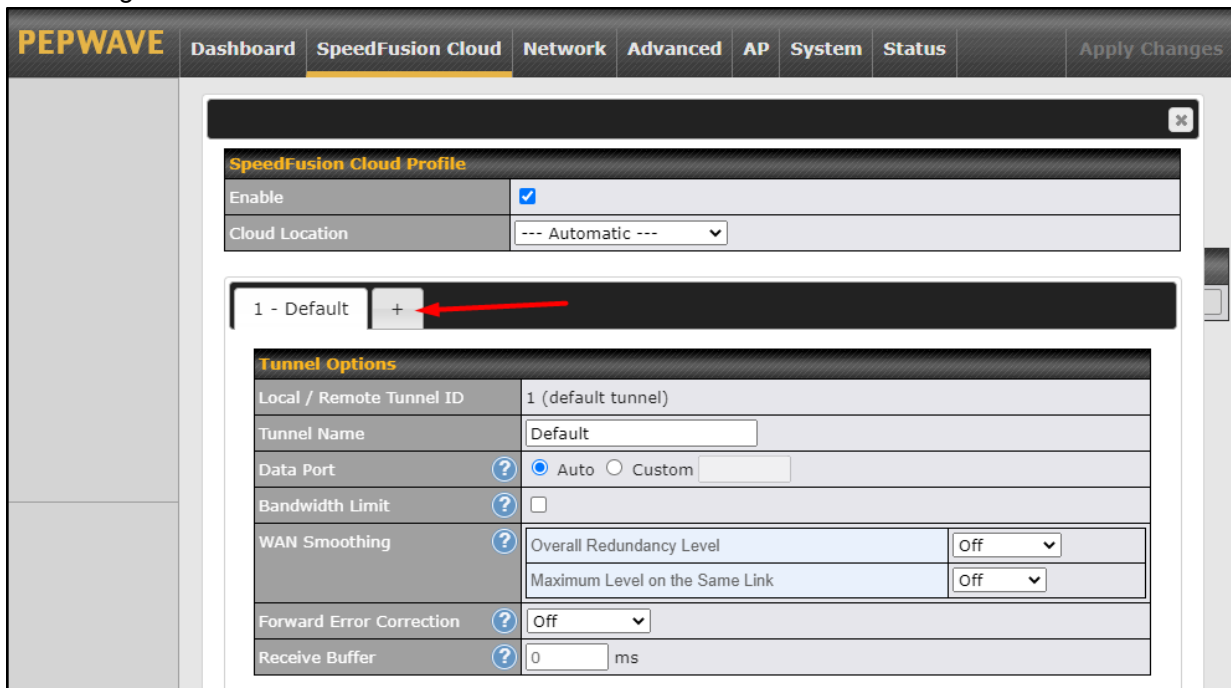 PEPWAVE Dashboard SpeedFusion Cloud Network Advanced AP System Status Apply Changes
SpeedFusion Cloud Profile
Enable
Cloud Location --- Automatic ---
1 - Default +
Tunnel Options
Local / Remote Tunnel ID 1 (default tunnel)
Tunnel Name Default
Data Port ? Auto Custom
Bandwidth Limit ?
WAN Smoothing ? Overall Redundancy Level Off
Maximum Level on the Same Link Off
Forward Error Correction ? Off
Receive Buffer ? 0 ms